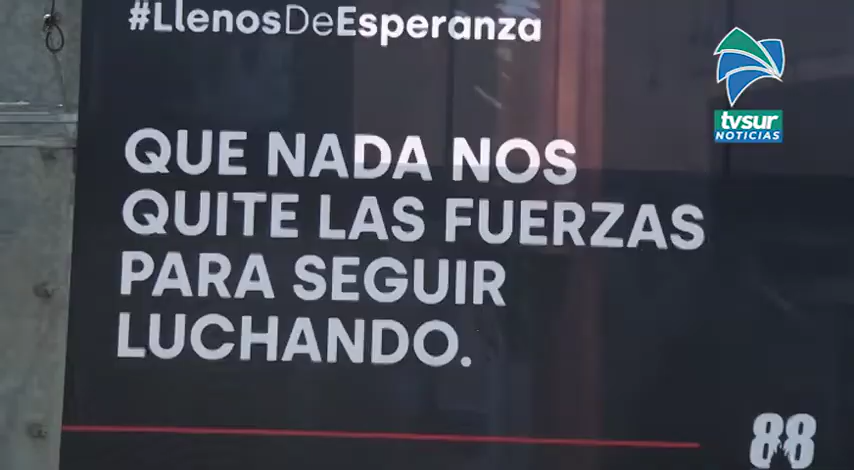 #LlenosDeEsperanza
tvsur
NOTICIAS
QUE NADA NOS
QUITE LAS FUERZAS
PARA SEGUIR
LUCHANDO.
88